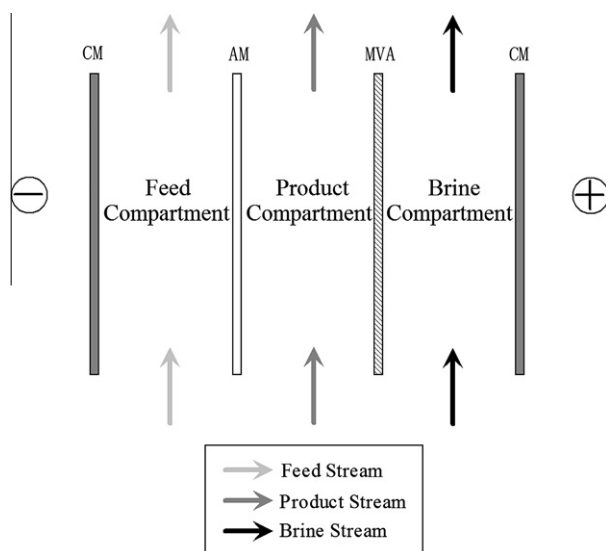 CM AM MVA CM
Feed Compartment
Product Compartment
Brine Compartment
− +
Feed Stream
Product Stream
Brine Stream